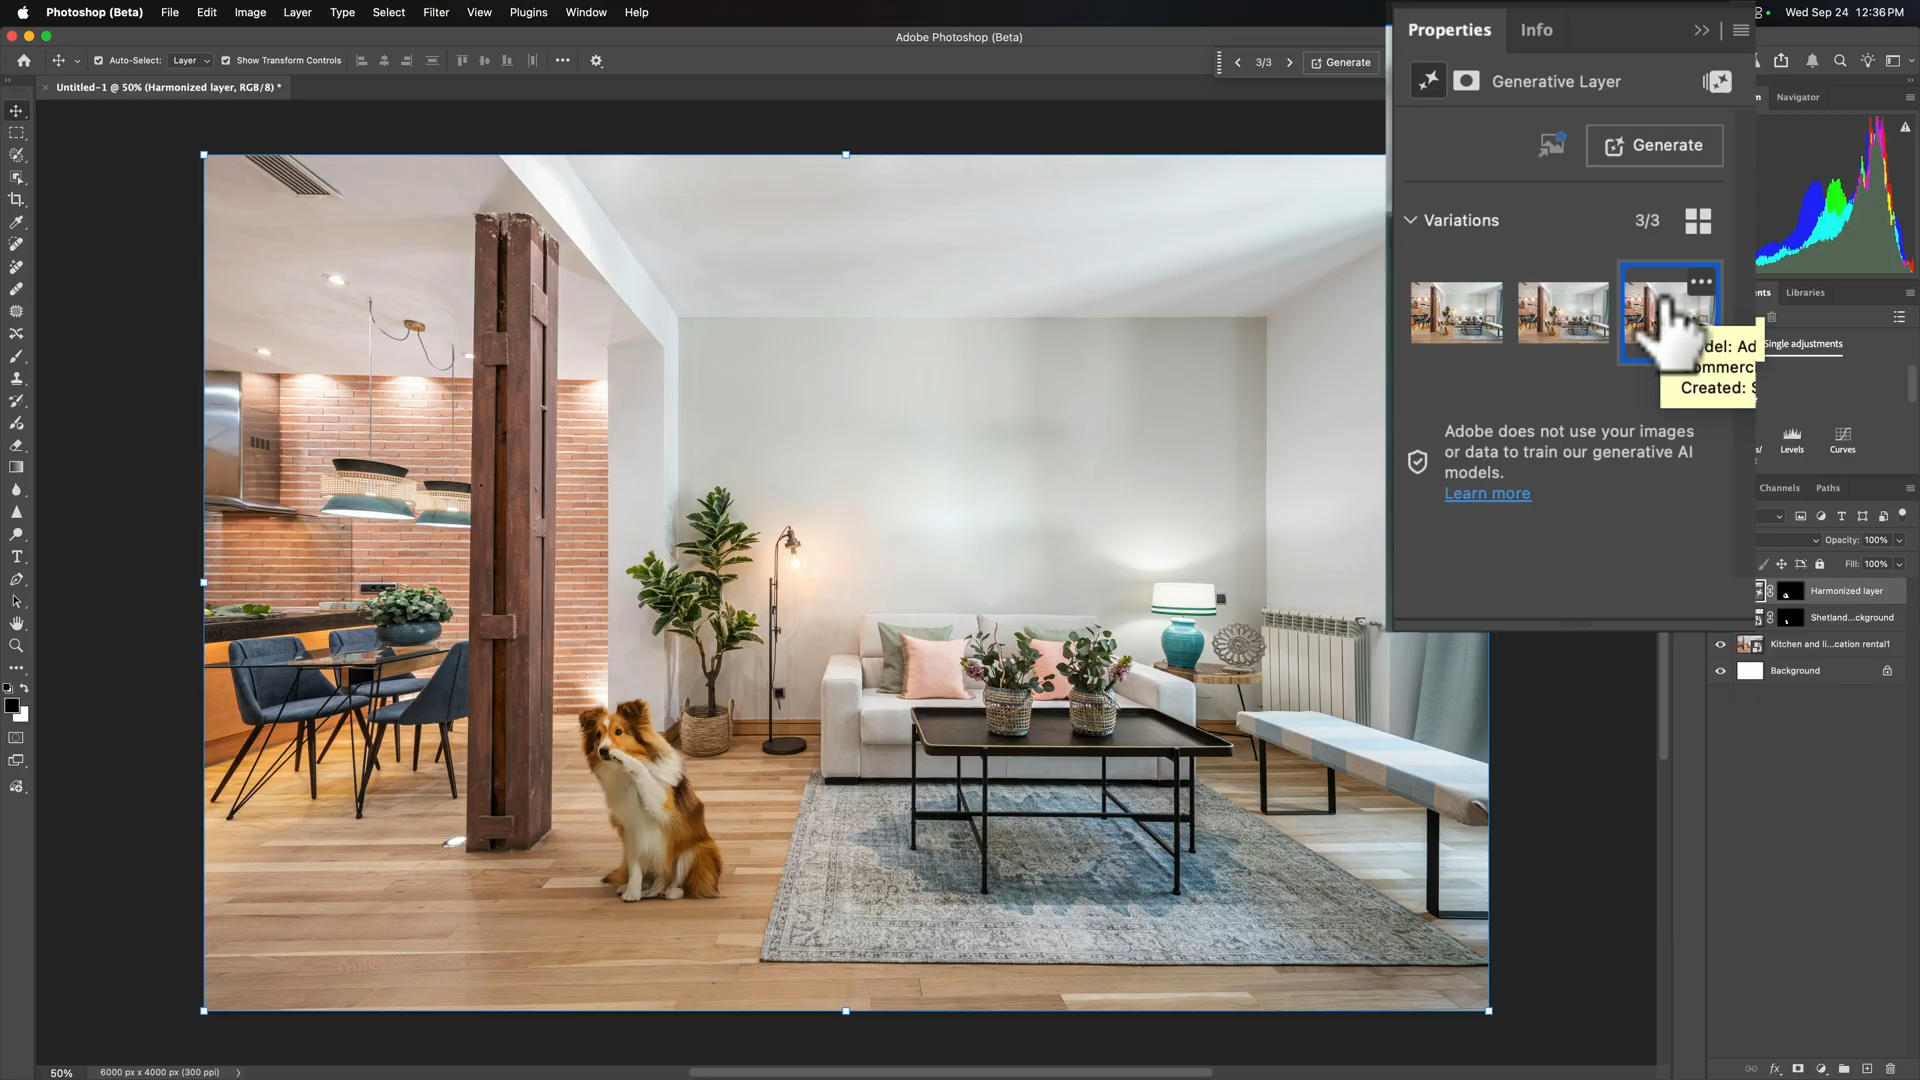 Photoshop (Beta) File Edit Image Layer Type Select Filter View Plugins Window Help
Wed Sep 24 12:36 PM
Adobe Photoshop (Beta)
Auto-Select: Layer Show Transform Controls
3/3 Generate
Untitled-1 @ 50% (Harmonized layer, RGB/8) *
Properties Info
Generative Layer
Generate
Variations 3/3
Commerc
Created: S
Adobe does not use your images
or data to train our generative AI
models.
Learn more
Navigator
Libraries
Single adjustments
Levels
Curves
Channels Paths
Opacity: 100%
Fill: 100%
Harmonized layer
Shetland...ckground
Kitchen and li...cation rental1
Background
50% 6000 px x 4000 px (300 ppi)